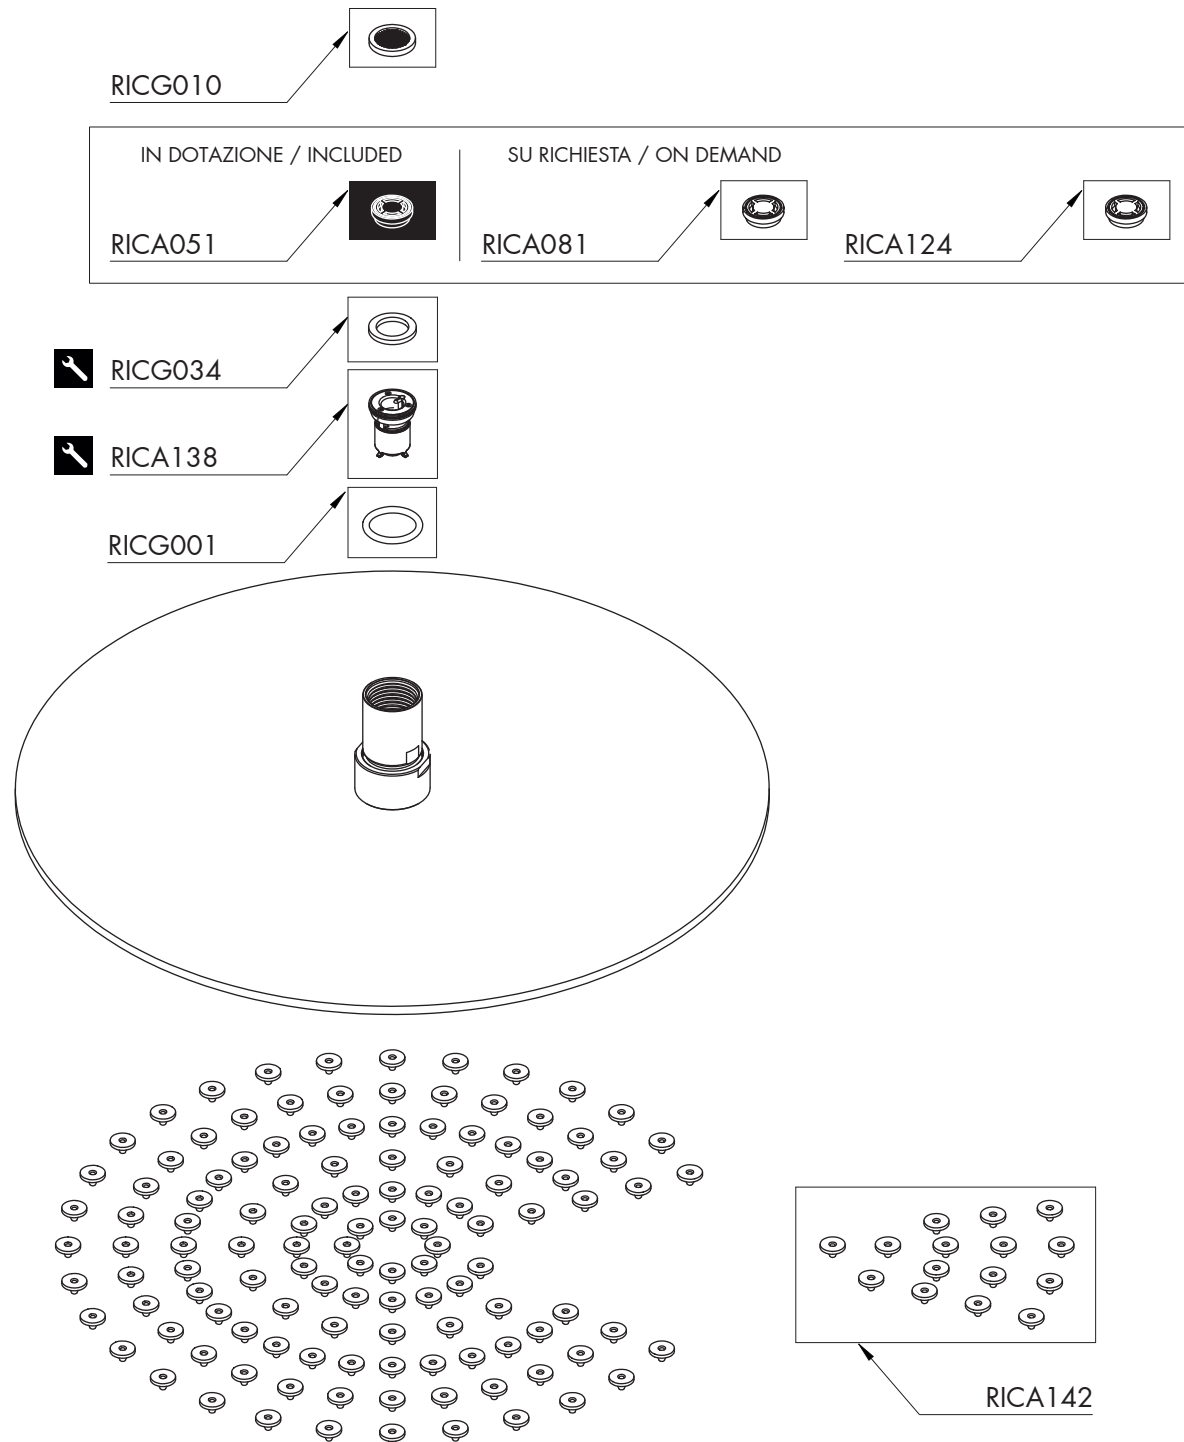 RICG010
IN DOTAZIONE / INCLUDED
SU RICHIESTA / ON DEMAND
RICA051
RICA081
RICA124
RICG034
RICA138
RICG001
RICA142